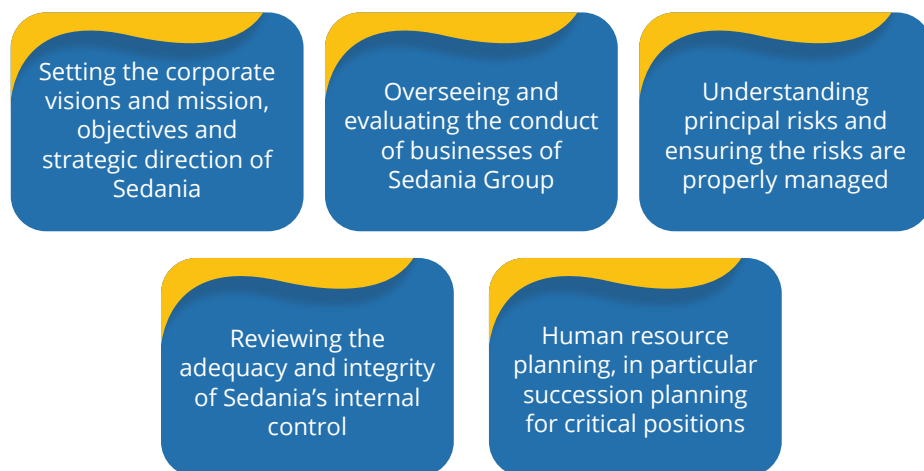 Setting the corporate
visions and mission,
objectives and
strategic direction of
Sedania
Overseeing and
evaluating the conduct
of businesses of
Sedania Group
Understanding
principal risks and
ensuring the risks are
properly managed
Reviewing the
adequacy and integrity
of Sedania’s internal
control
Human resource
planning, in particular
succession planning
for critical positions